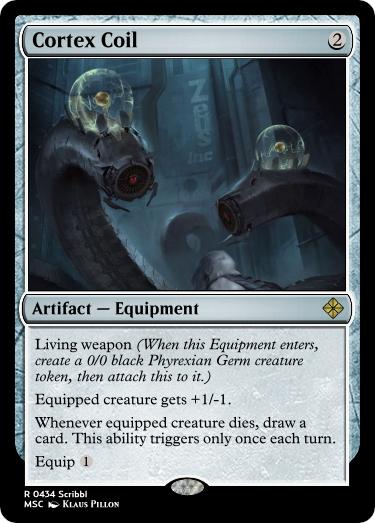 Cortex Coil 2
Zeus
Inc
Artifact — Equipment
Living weapon (When this Equipment enters,
create a 0/0 black Phyrexian Germ creature
token, then attach this to it.)
Equipped creature gets +1/-1.
Whenever equipped creature dies, draw a
card. This ability triggers only once each turn.
Equip 1
R 0434 Scribbl
MSC Klaus Pillon